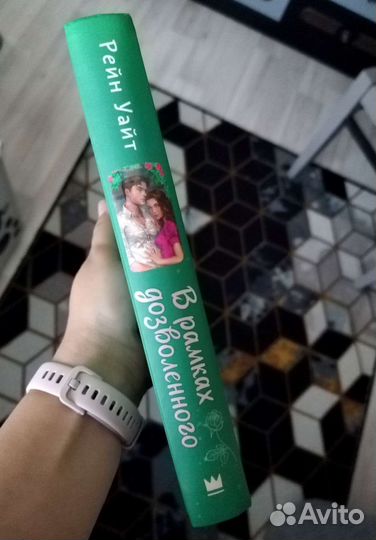 Рейн Уайт
В рамках
дозволенного
Avito